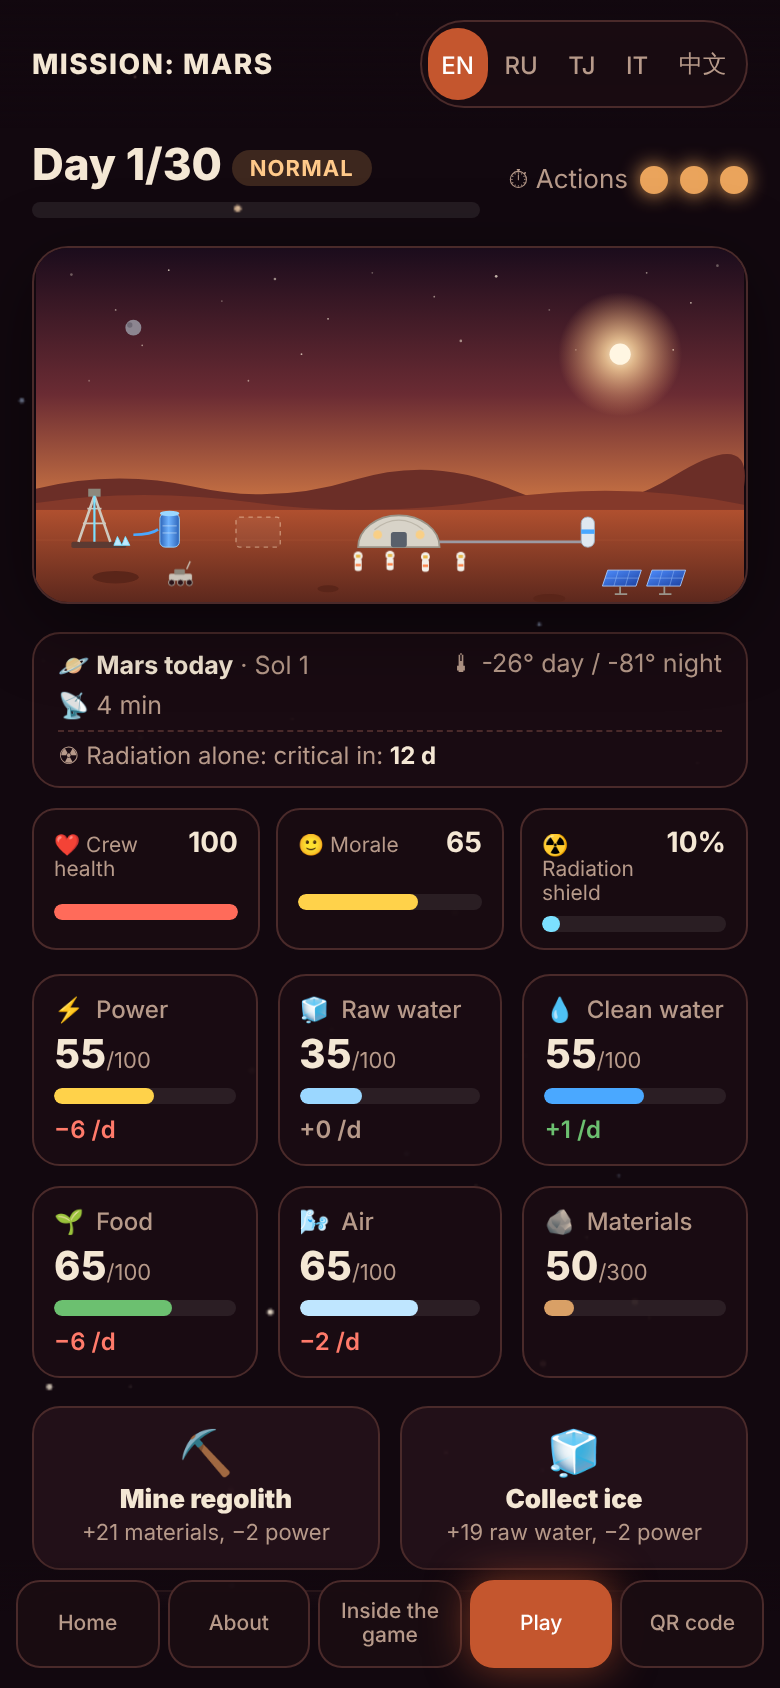 MISSION: MARS
EN RU TJ IT 中文
Day 1/30 NORMAL
⏱ Actions
🪐 Mars today · Sol 1
🌡 -26° day / -81° night
📡 4 min
☢ Radiation alone: critical in: 12 d
❤️ Crew health 100
🙂 Morale 65
☢️ Radiation shield 10%
⚡ Power
55/100
−6 /d
🧊 Raw water
35/100
+0 /d
💧 Clean water
55/100
+1 /d
🌱 Food
65/100
−6 /d
🌬️ Air
65/100
−2 /d
🪨 Materials
50/300
Mine regolith
+21 materials, −2 power
Collect ice
+19 raw water, −2 power
Home
About
Inside the
game
Play
QR code